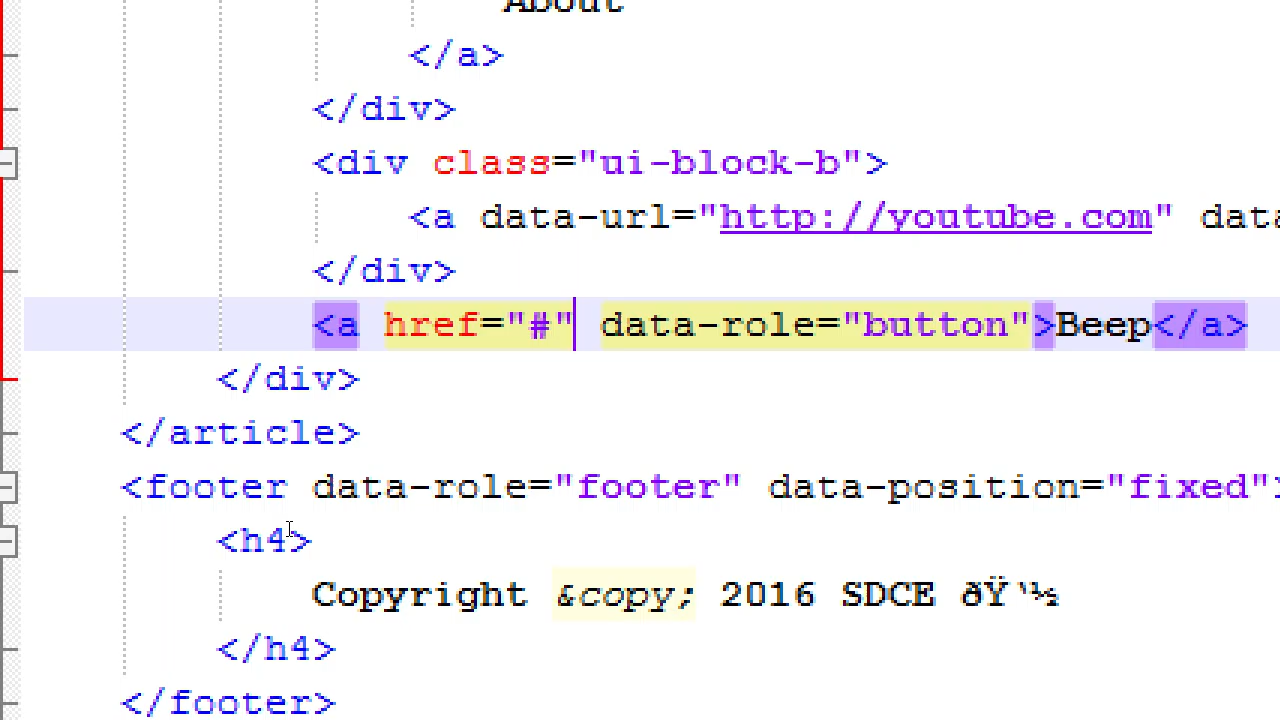 About
</a>
</div>
<div class="ui-block-b">
<a data-url="http://youtube.com" data
</div>
<a href="#" data-role="button">Beep</a>
</div>
</article>
<footer data-role="footer" data-position="fixed">
<h4>
Copyright &copy; 2016 SDCE ðŸ‘½
</h4>
</footer>